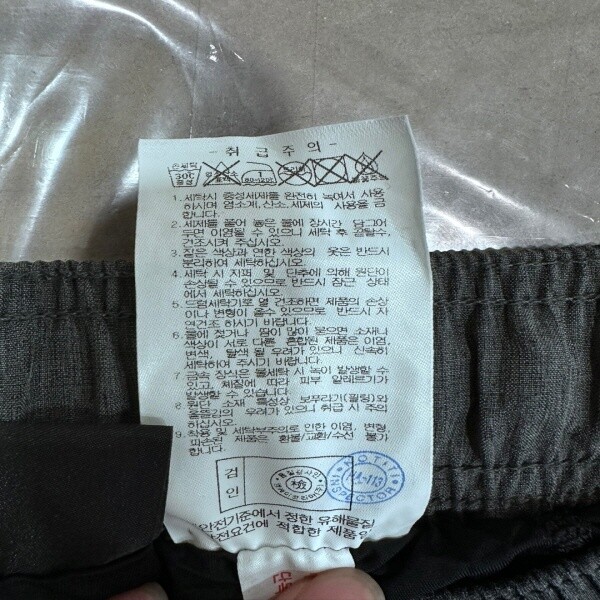 - 취 급 주 의 -
30℃
중성
80-120℃
1.세탁시 중성세제를 완전히 녹여서 사용
하시며 염소계,산소,세제의 사용을 금
합니다.
2.세제를 풀어 놓은 물에 장시간 담그어
두면 이염될 수 있으니 세탁 후 온탈수,
건조시켜 주십시오.
3.짙은 색상과 연한 색상의 옷은 반드시
분리하여 세탁하십시오.
4.세탁 시 지퍼 및 단추에 의해 원단이
손상될 수 있으므로 반드시 잠근 상태
에서 세탁하십시오.
5.드럼세탁기로 열 건조하면 제품의 손상
이나 변형이 올수 있으므로 반드시 자
연건조 하시기 바랍니다.
6.물에 젖거나 땀이 많이 묻으면 소재나
색상이 서로 다른 혼합된 제품은 이염,
변색, 탈색 될 우려가 있으니 신속히
세탁하여 주시기 바랍니다.
7.금속 장식은 물세탁 시 녹이 발생할 수
있고, 체질에 따라 피부 알레르기가
발생할 수 있습니다.
8.원단 소재 특성상 보푸라기(필링)와
올뜯김의 우려가 있으니 취급 시 주의
하십시오.
9.착용 및 세탁부주의로 인한 이염, 변형,
파손된 제품은 환불/교환/수선 불가
합니다.
검
인
품질검사인
檢
K.O.T.I.T.I
INSPECTOR
안전기준에서 정한 유해물질
안전요건에 적합한 제품